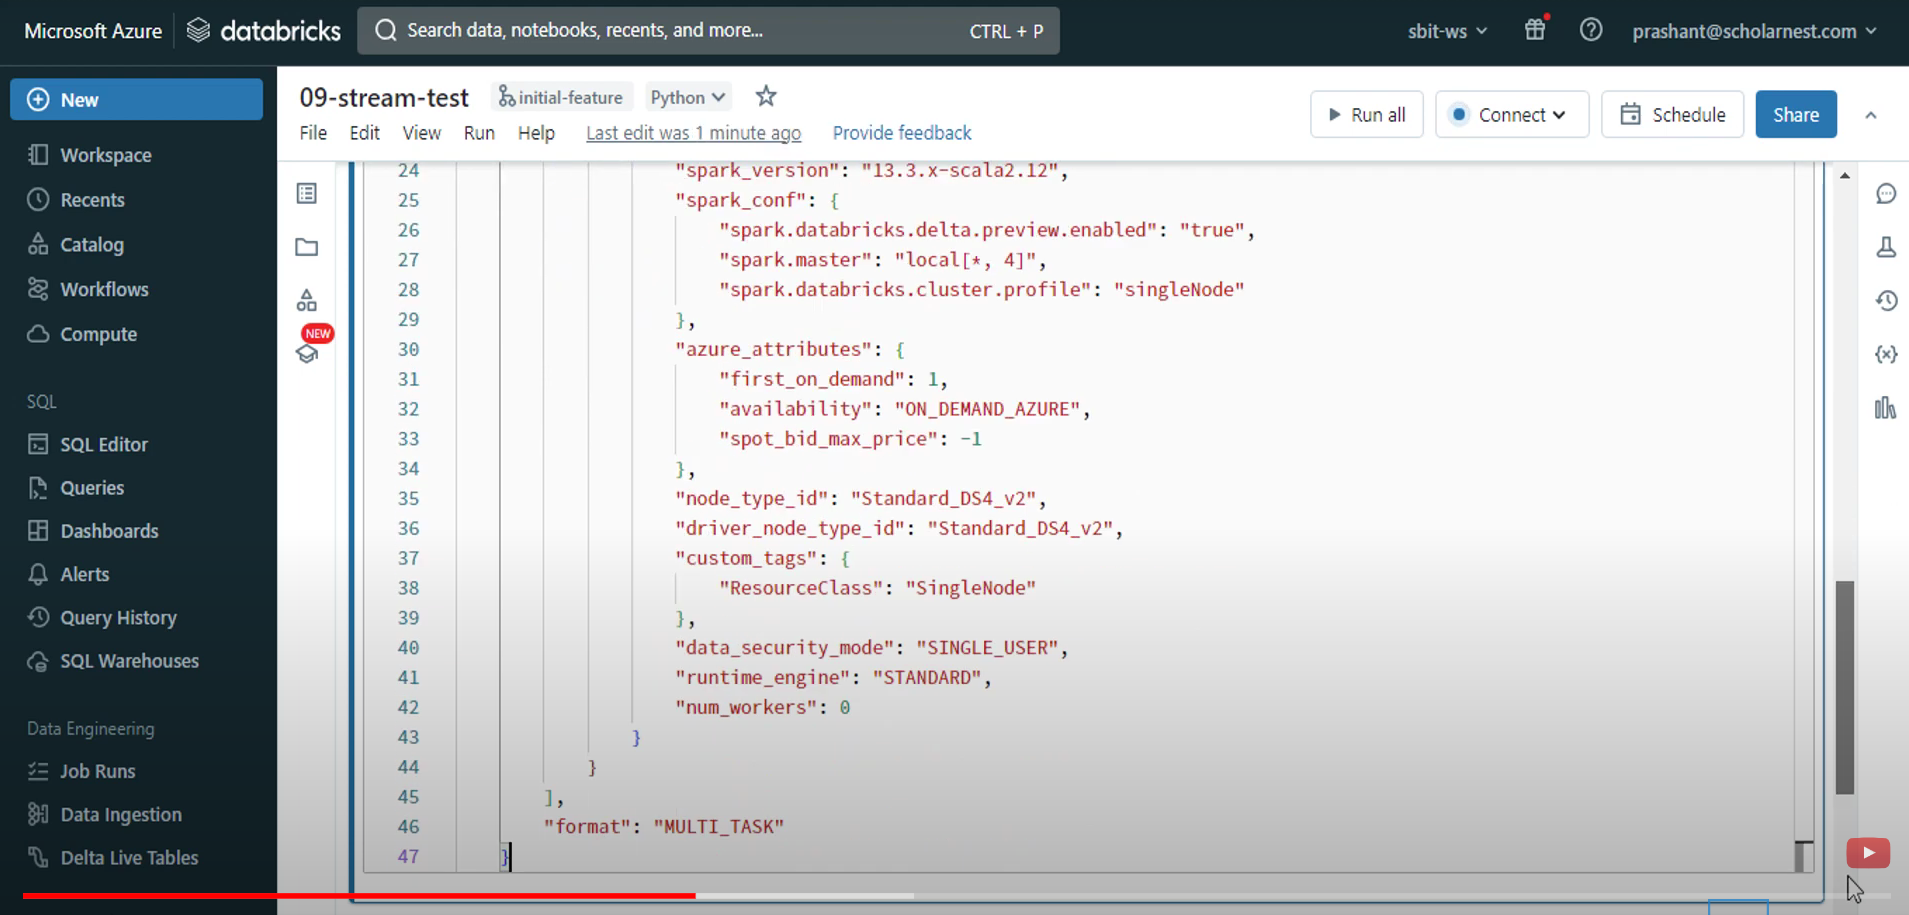 Microsoft Azure
databricks
Search data, notebooks, recents, and more...
CTRL + P
sbit-ws
prashant@scholarnest.com
New
Workspace
Recents
Catalog
Workflows
Compute
SQL
SQL Editor
Queries
Dashboards
Alerts
Query History
SQL Warehouses
Data Engineering
Job Runs
Data Ingestion
Delta Live Tables
09-stream-test
initial-feature
Python
File Edit View Run Help Last edit was 1 minute ago Provide feedback
Run all
Connect
Schedule
Share
NEW
24 "spark_version": "13.3.x-scala2.12",
25 "spark_conf": {
26 "spark.databricks.delta.preview.enabled": "true",
27 "spark.master": "local[*, 4]",
28 "spark.databricks.cluster.profile": "singleNode"
29 },
30 "azure_attributes": {
31 "first_on_demand": 1,
32 "availability": "ON_DEMAND_AZURE",
33 "spot_bid_max_price": -1
34 },
35 "node_type_id": "Standard_DS4_v2",
36 "driver_node_type_id": "Standard_DS4_v2",
37 "custom_tags": {
38 "ResourceClass": "SingleNode"
39 },
40 "data_security_mode": "SINGLE_USER",
41 "runtime_engine": "STANDARD",
42 "num_workers": 0
43 }
44 }
45 ],
46 "format": "MULTI_TASK"
47 }